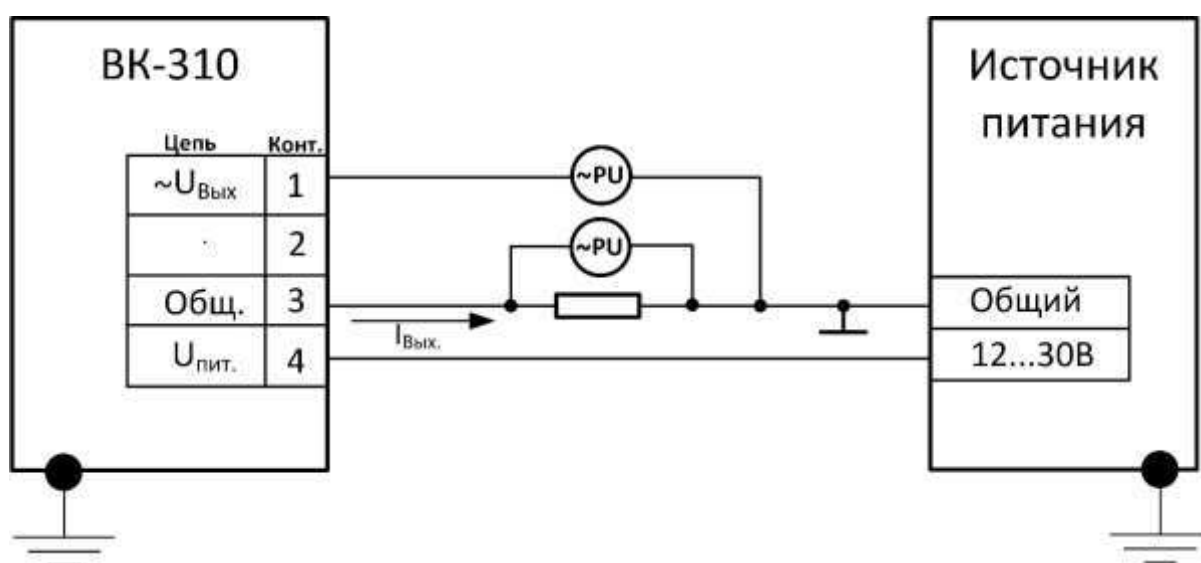 ВК-310
Источник
питания
Цепь Конт.
~UВых 1
2
Общ. 3
Uпит. 4
~PU
~PU
IВых.
Общий
12...30В